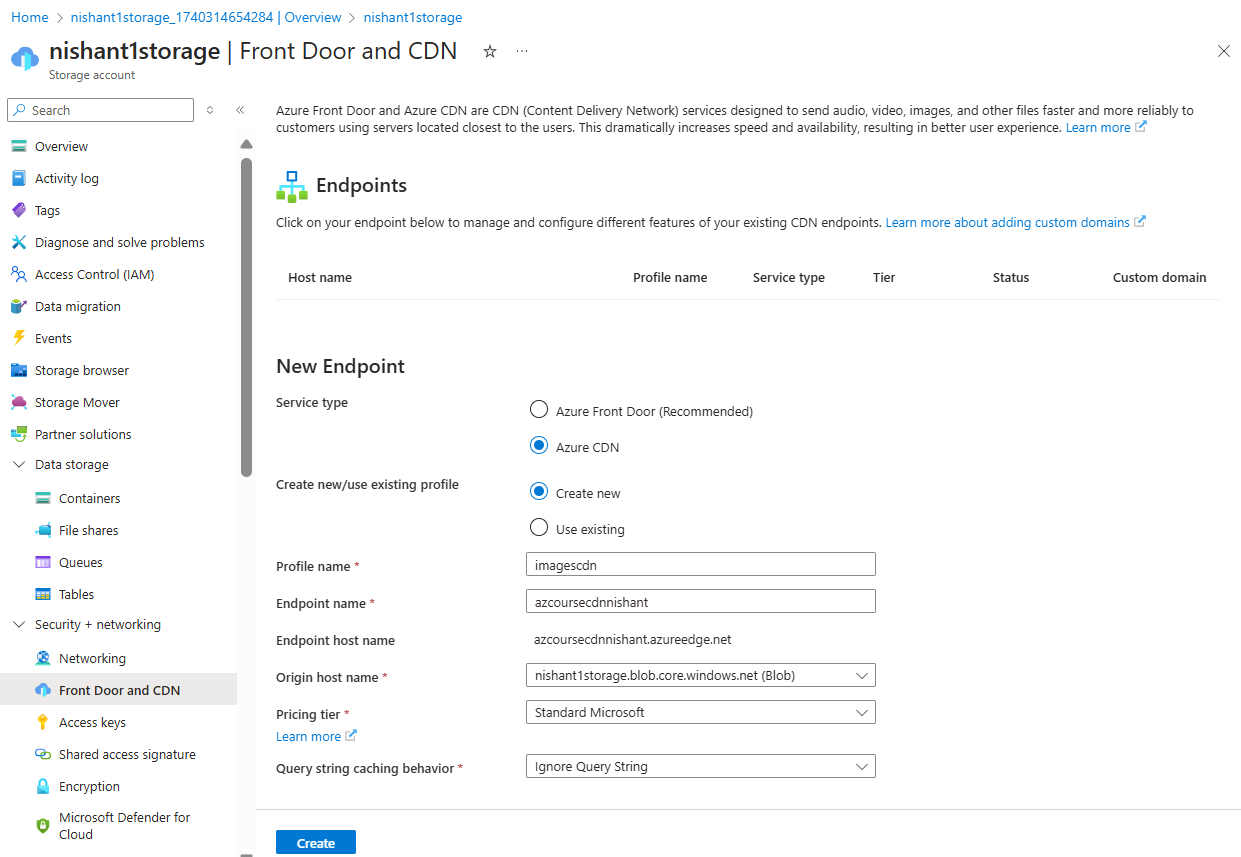 Home > nishant1storage_1740314654284 | Overview > nishant1storage
nishant1storage | Front Door and CDN
Storage account
Search
Overview
Activity log
Tags
Diagnose and solve problems
Access Control (IAM)
Data migration
Events
Storage browser
Storage Mover
Partner solutions
Data storage
Containers
File shares
Queues
Tables
Security + networking
Networking
Front Door and CDN
Access keys
Shared access signature
Encryption
Microsoft Defender for
Cloud
Azure Front Door and Azure CDN are CDN (Content Delivery Network) services designed to send audio, video, images, and other files faster and more reliably to
customers using servers located closest to the users. This dramatically increases speed and availability, resulting in better user experience. Learn more
Endpoints
Click on your endpoint below to manage and configure different features of your existing CDN endpoints. Learn more about adding custom domains
Host name Profile name Service type Tier Status Custom domain
New Endpoint
Service type
Azure Front Door (Recommended)
Azure CDN
Create new/use existing profile
Create new
Use existing
Profile name * imagescdn
Endpoint name * azcoursecdnnishant
Endpoint host name azcoursecdnnishant.azureedge.net
Origin host name * nishant1storage.blob.core.windows.net (Blob)
Pricing tier * Standard Microsoft
Learn more
Query string caching behavior * Ignore Query String
Create